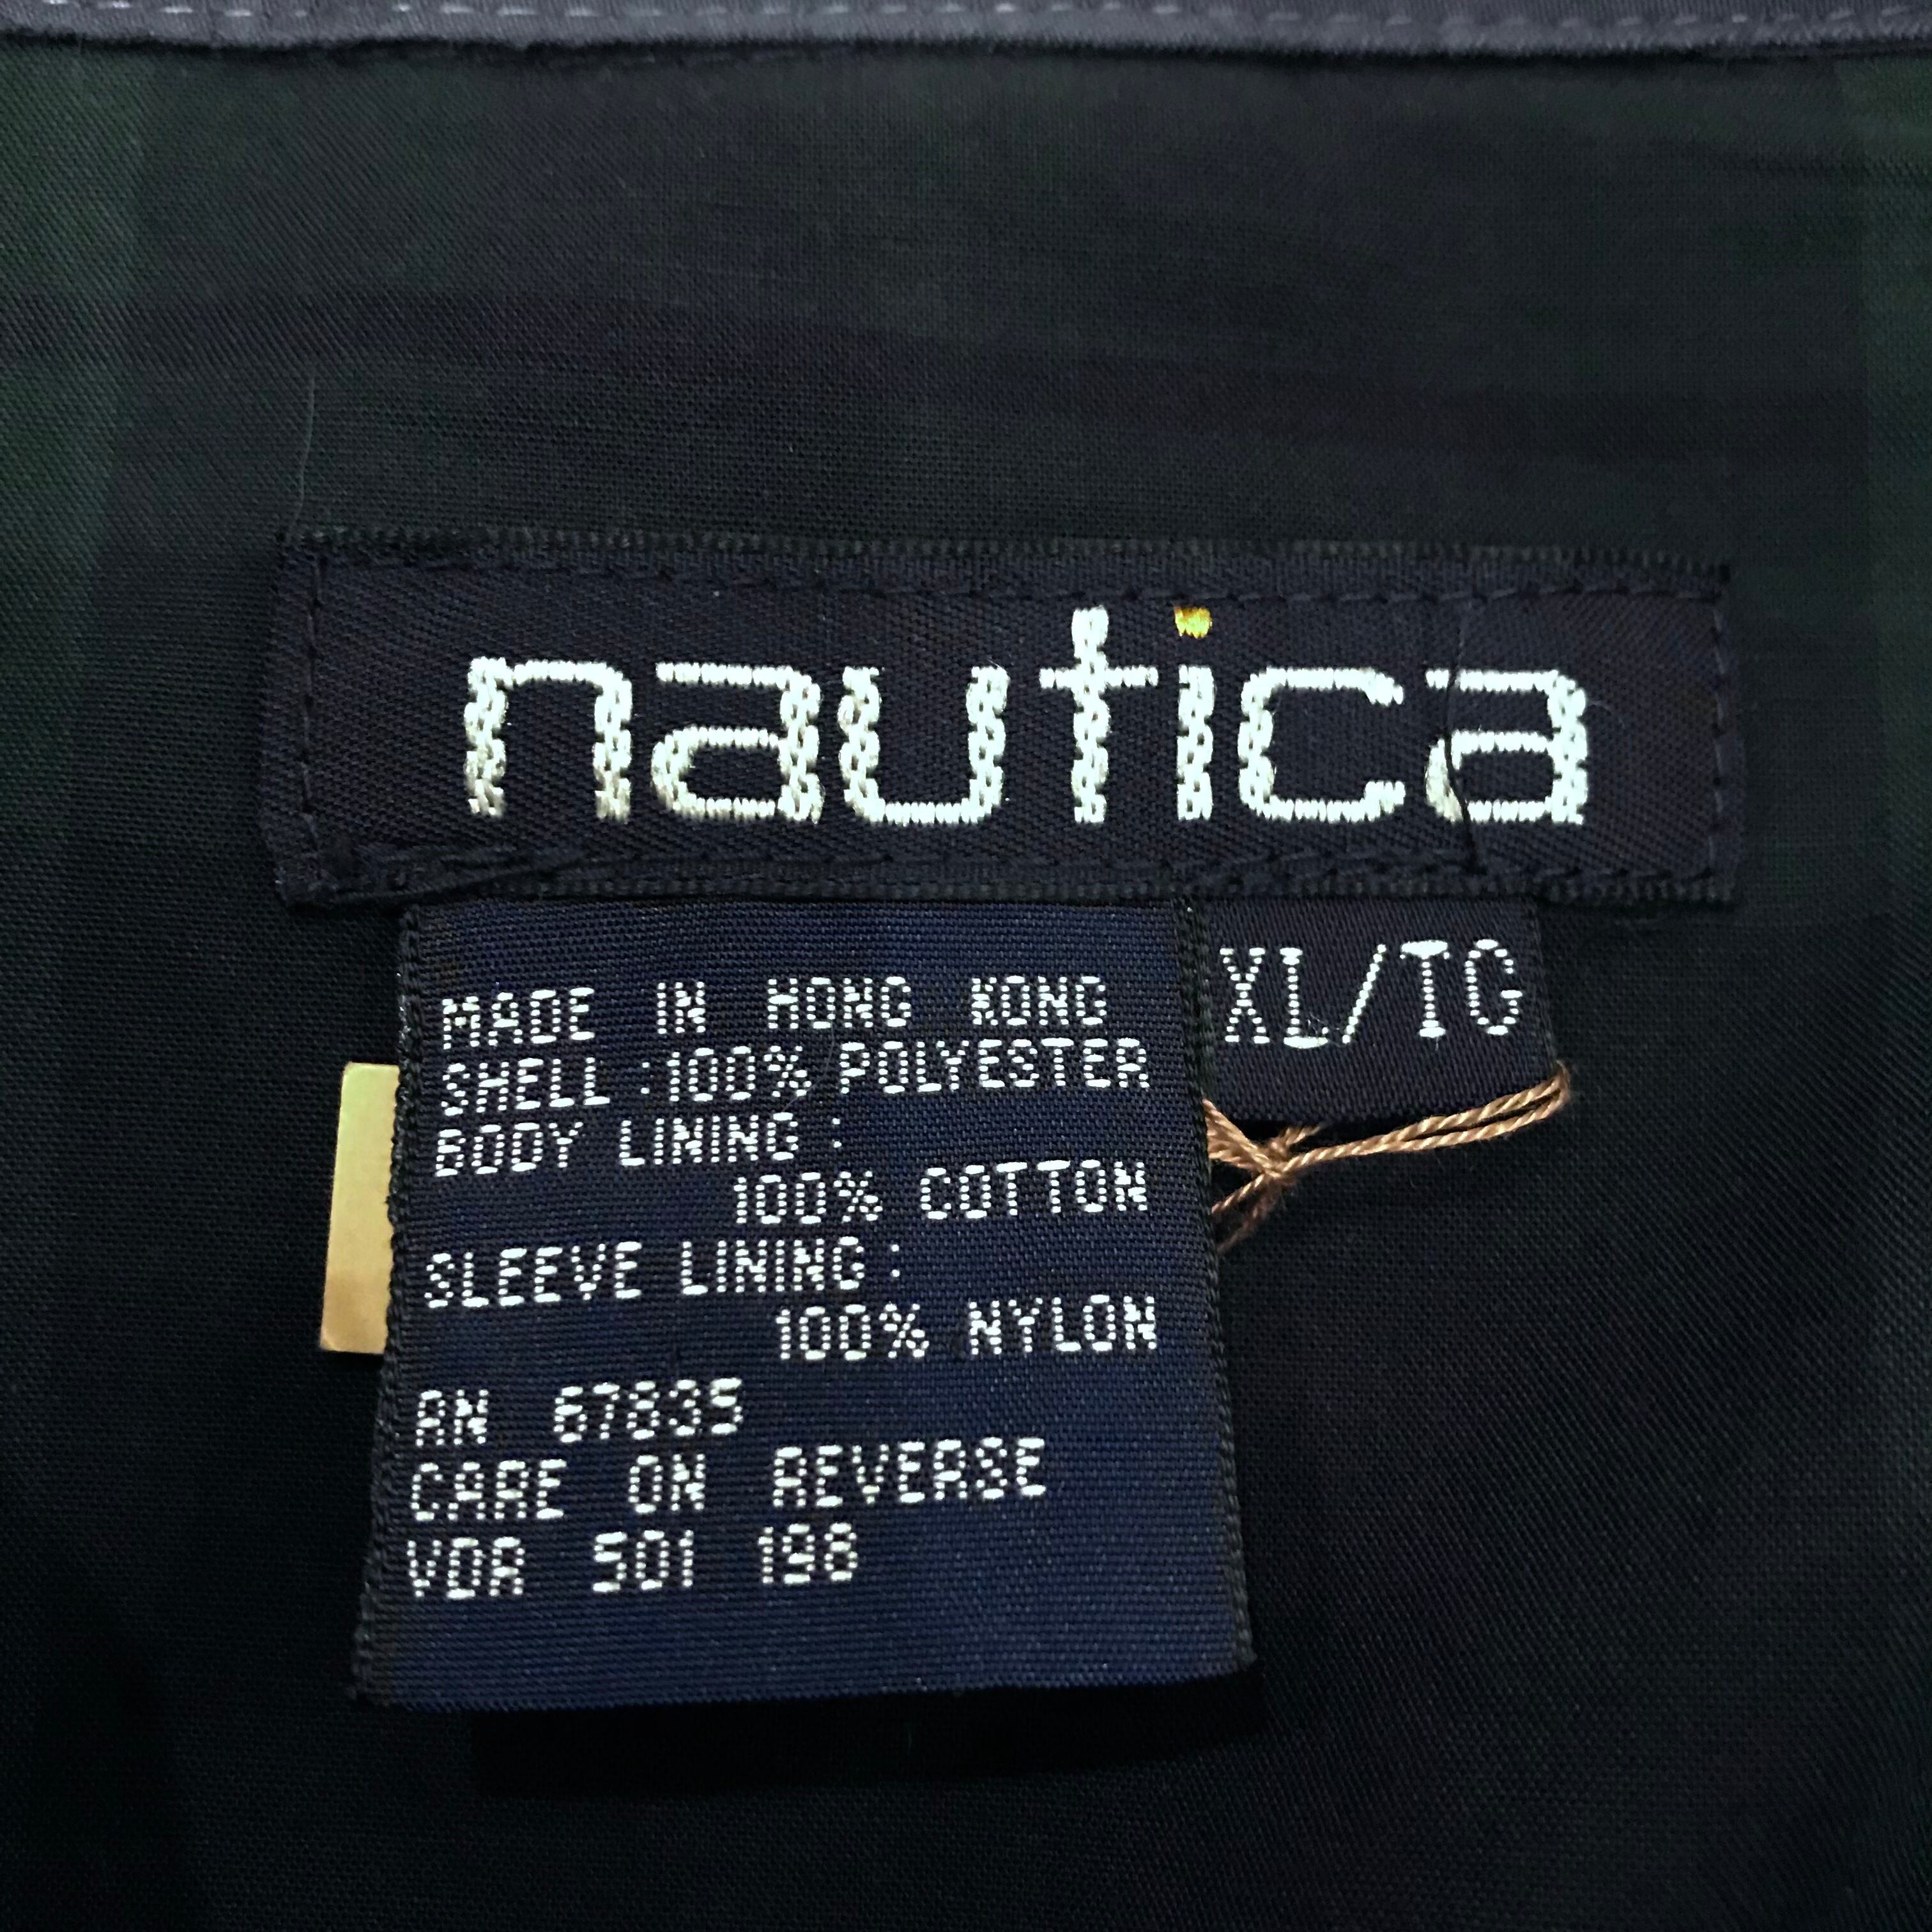 nautica
XL/TG
MADE IN HONG KONG
SHELL :100% POLYESTER
BODY LINING :
100% COTTON
SLEEVE LINING :
100% NYLON
RN 67835
CARE ON REVERSE
VDR 501 198